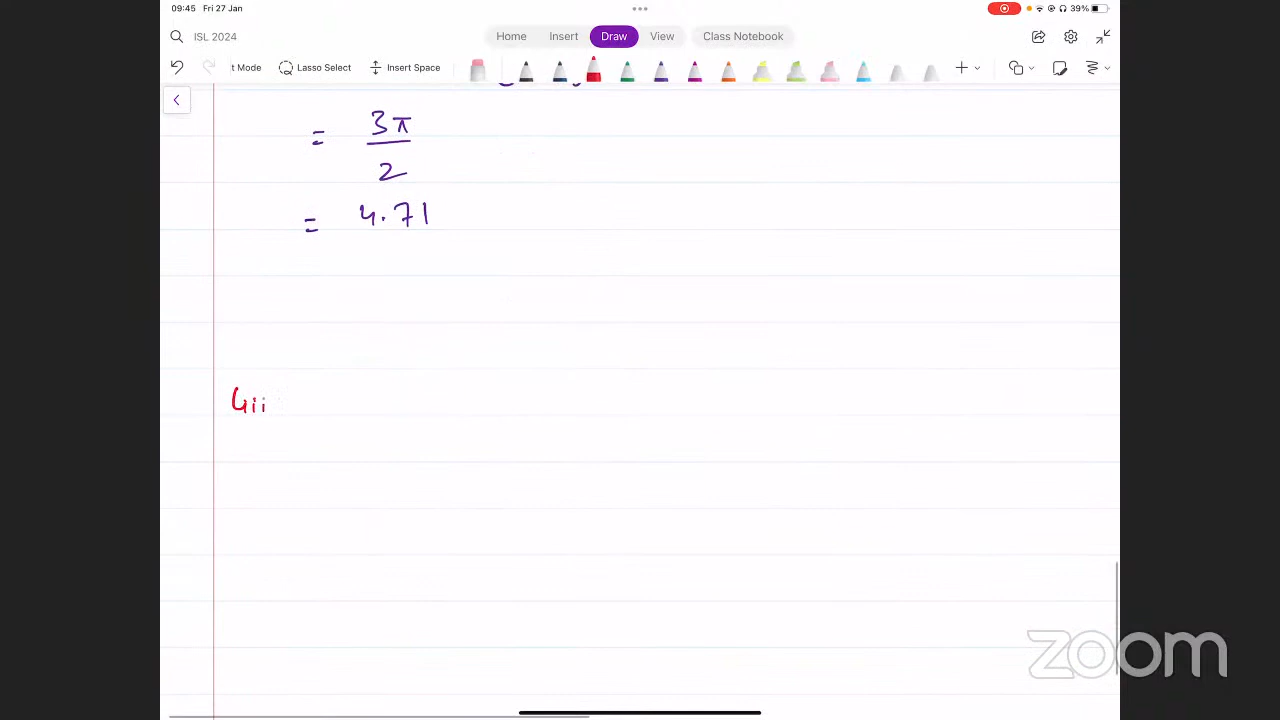 09:45 Fri 27 Jan
39%
ISL 2024
Home Insert Draw View Class Notebook
t Mode Lasso Select Insert Space
= 3π
2
= 4.71
4ii
zoom